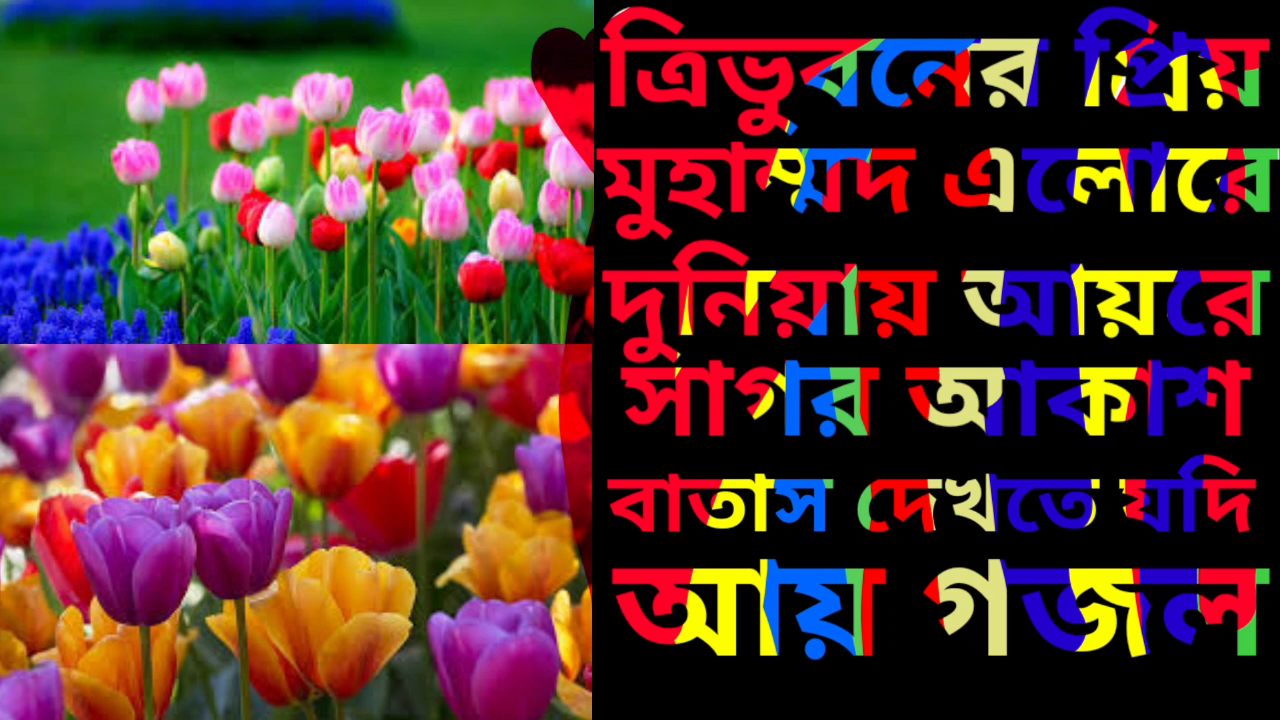 ত্রিভুবনের প্রিয়
মুহাম্মদ এলোরে
দুনিয়ায় আয়রে
সাগর আকাশ
বাতাস দেখতে যদি
আয় গজল